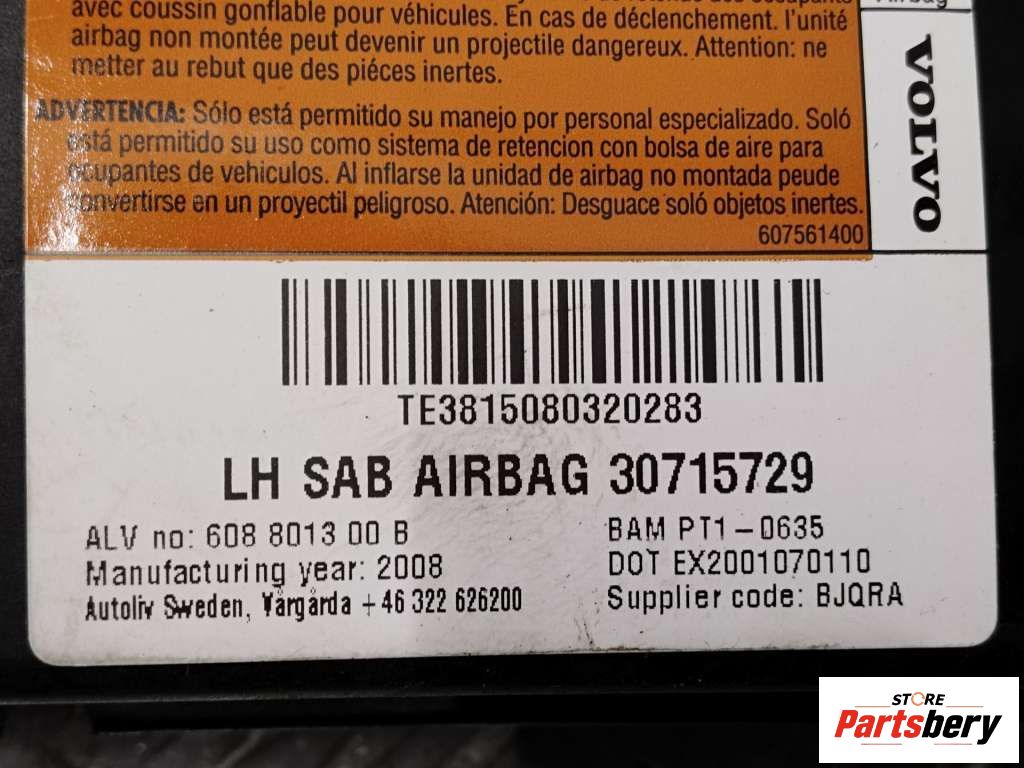 Airbag
avec coussin gonflable pour véhicules. En cas de déclenchement. l'unité
airbag non montée peut devenir un projectile dangereux. Attention: ne
metter au rebut que des piéces inertes.
ADVERTENCIA: Sólo está permitido su manejo por personal especializado. Soló
está permitido su uso como sistema de retencion con bolsa de aire para
ocupantes de vehiculos. Al inflarse la unidad de airbag no montada peude
convertirse en un proyectil peligroso. Atención: Desguace soló objetos inertes.
607561400
VOLVO
TE3815080320283
LH SAB AIRBAG 30715729
ALV no: 608 8013 00 B
BAM PT1-0635
Manufacturing year: 2008
DOT EX2001070110
Autoliv Sweden, Vårgårda +46 322 626200
Supplier code: BJQRA
STORE
Partsbery